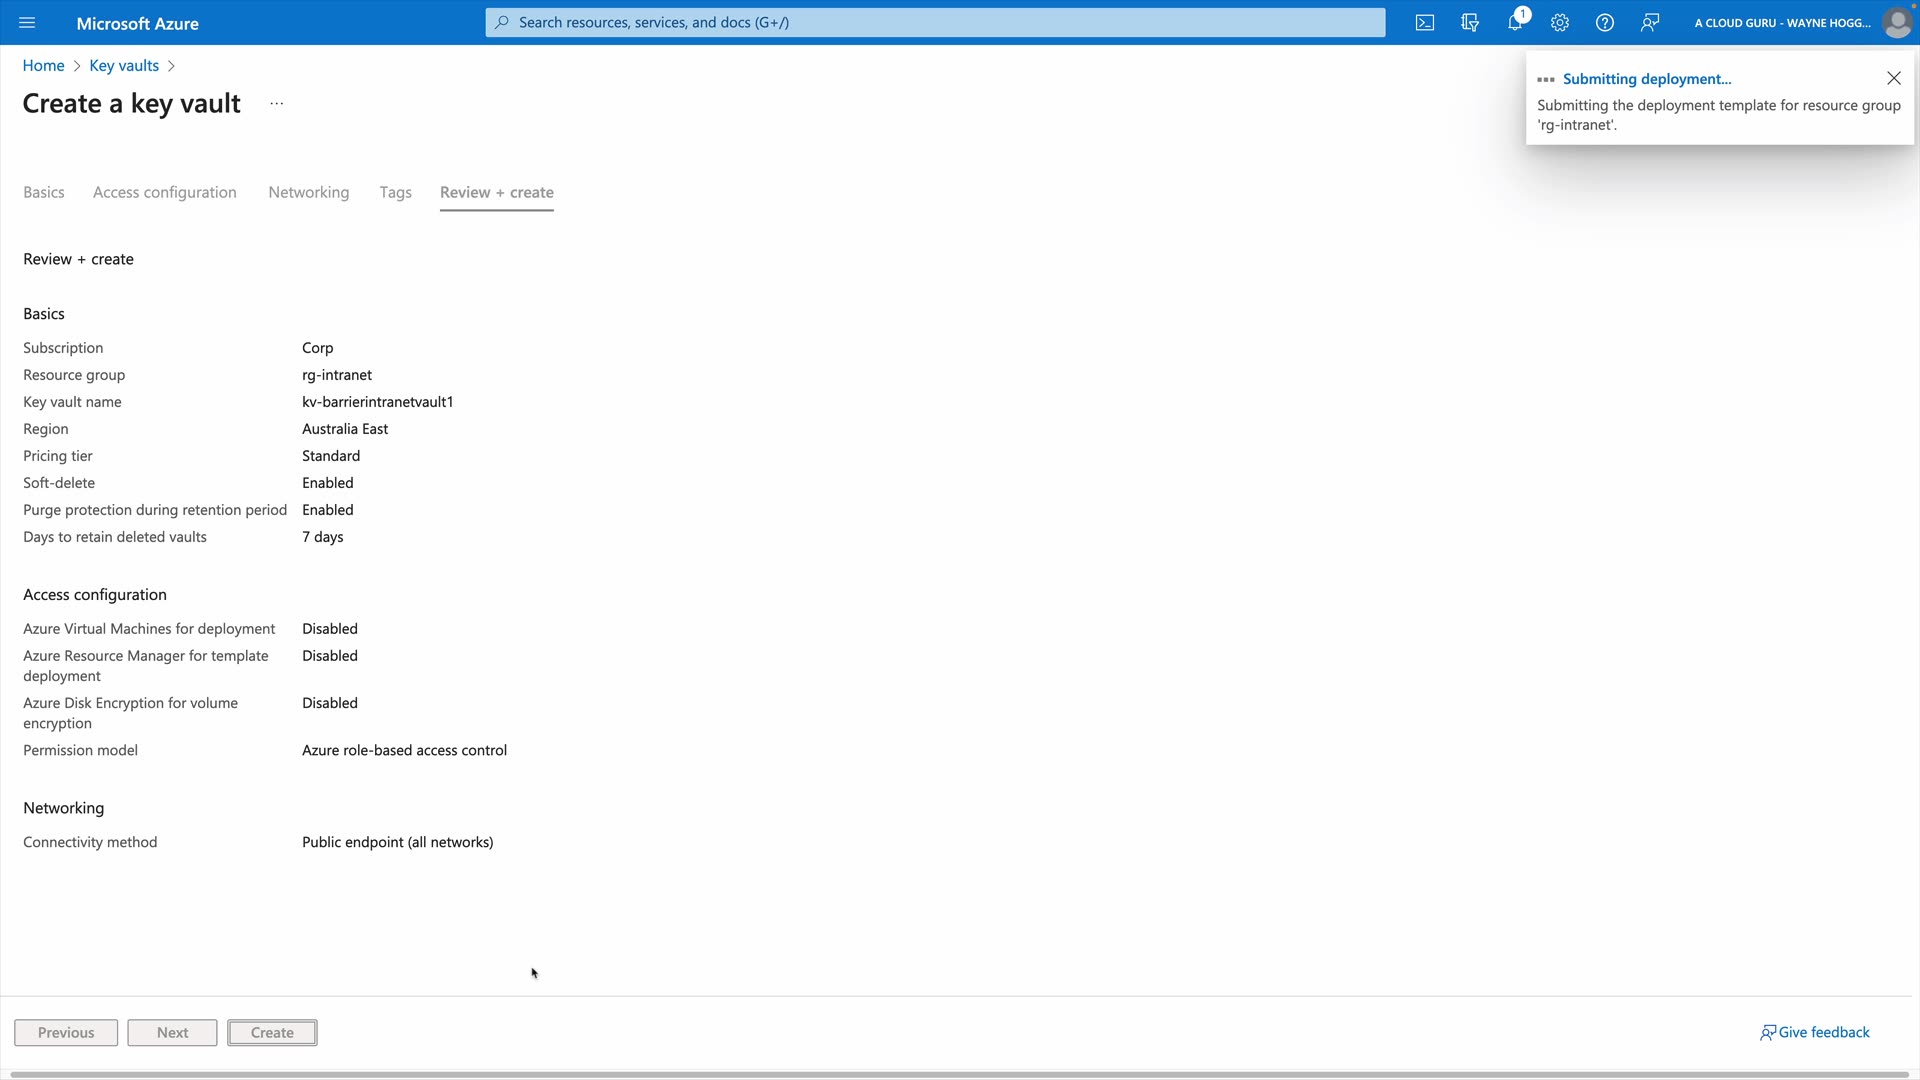 Microsoft Azure
Search resources, services, and docs (G+/)
1
A CLOUD GURU - WAYNE HOGG...
Home > Key vaults >
Create a key vault ...
Submitting deployment...
Submitting the deployment template for resource group
'rg-intranet'.
Basics Access configuration Networking Tags Review + create
Review + create
Basics
Subscription Corp
Resource group rg-intranet
Key vault name kv-barrierintranetvault1
Region Australia East
Pricing tier Standard
Soft-delete Enabled
Purge protection during retention period Enabled
Days to retain deleted vaults 7 days
Access configuration
Azure Virtual Machines for deployment Disabled
Azure Resource Manager for template Disabled
deployment
Azure Disk Encryption for volume Disabled
encryption
Permission model Azure role-based access control
Networking
Connectivity method Public endpoint (all networks)
Previous Next Create Give feedback